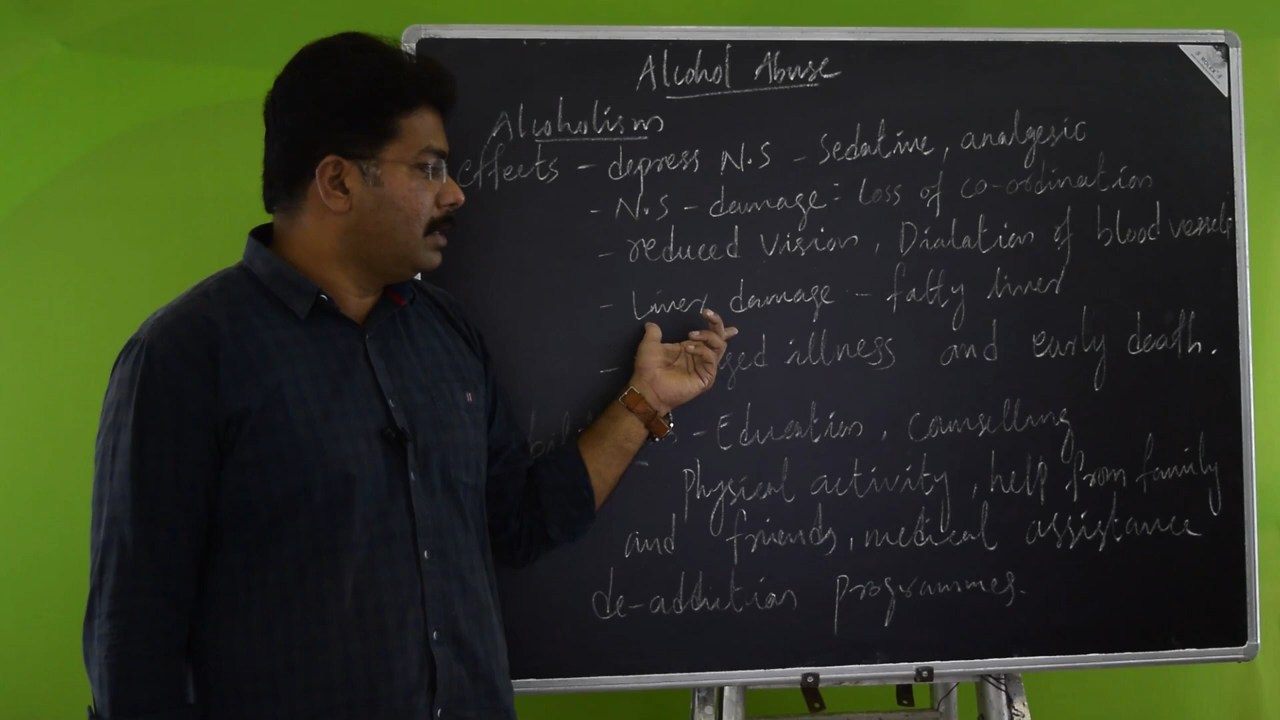 Alcohol Abuse
Alcoholism
effects - depress N.S - Sedative, analgesic
- N.S - damage: loss of co-ordination
- reduced vision, Dialation of blood vessels
- Liver damage - fatty liver
- illness and early death.
- Education, counselling
Physical activity, help from family
and friends, medical assistance
de-addiction programmes.